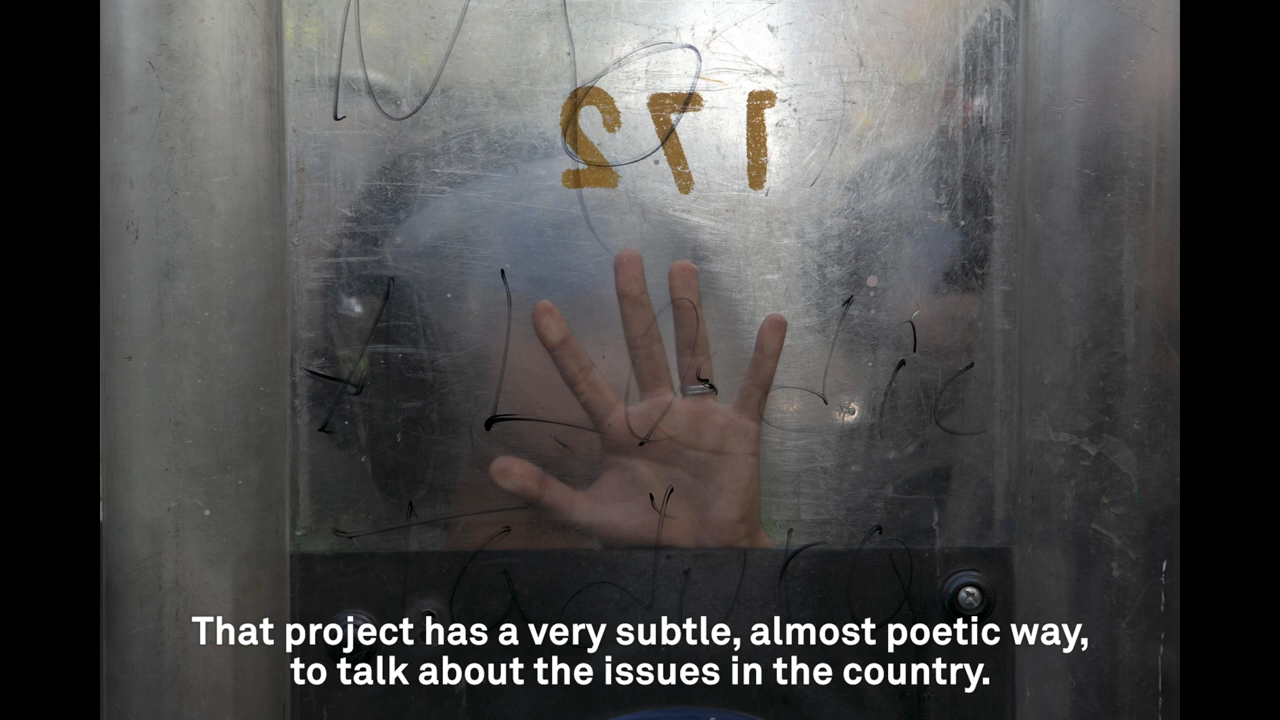 172
That project has a very subtle, almost poetic way,
to talk about the issues in the country.